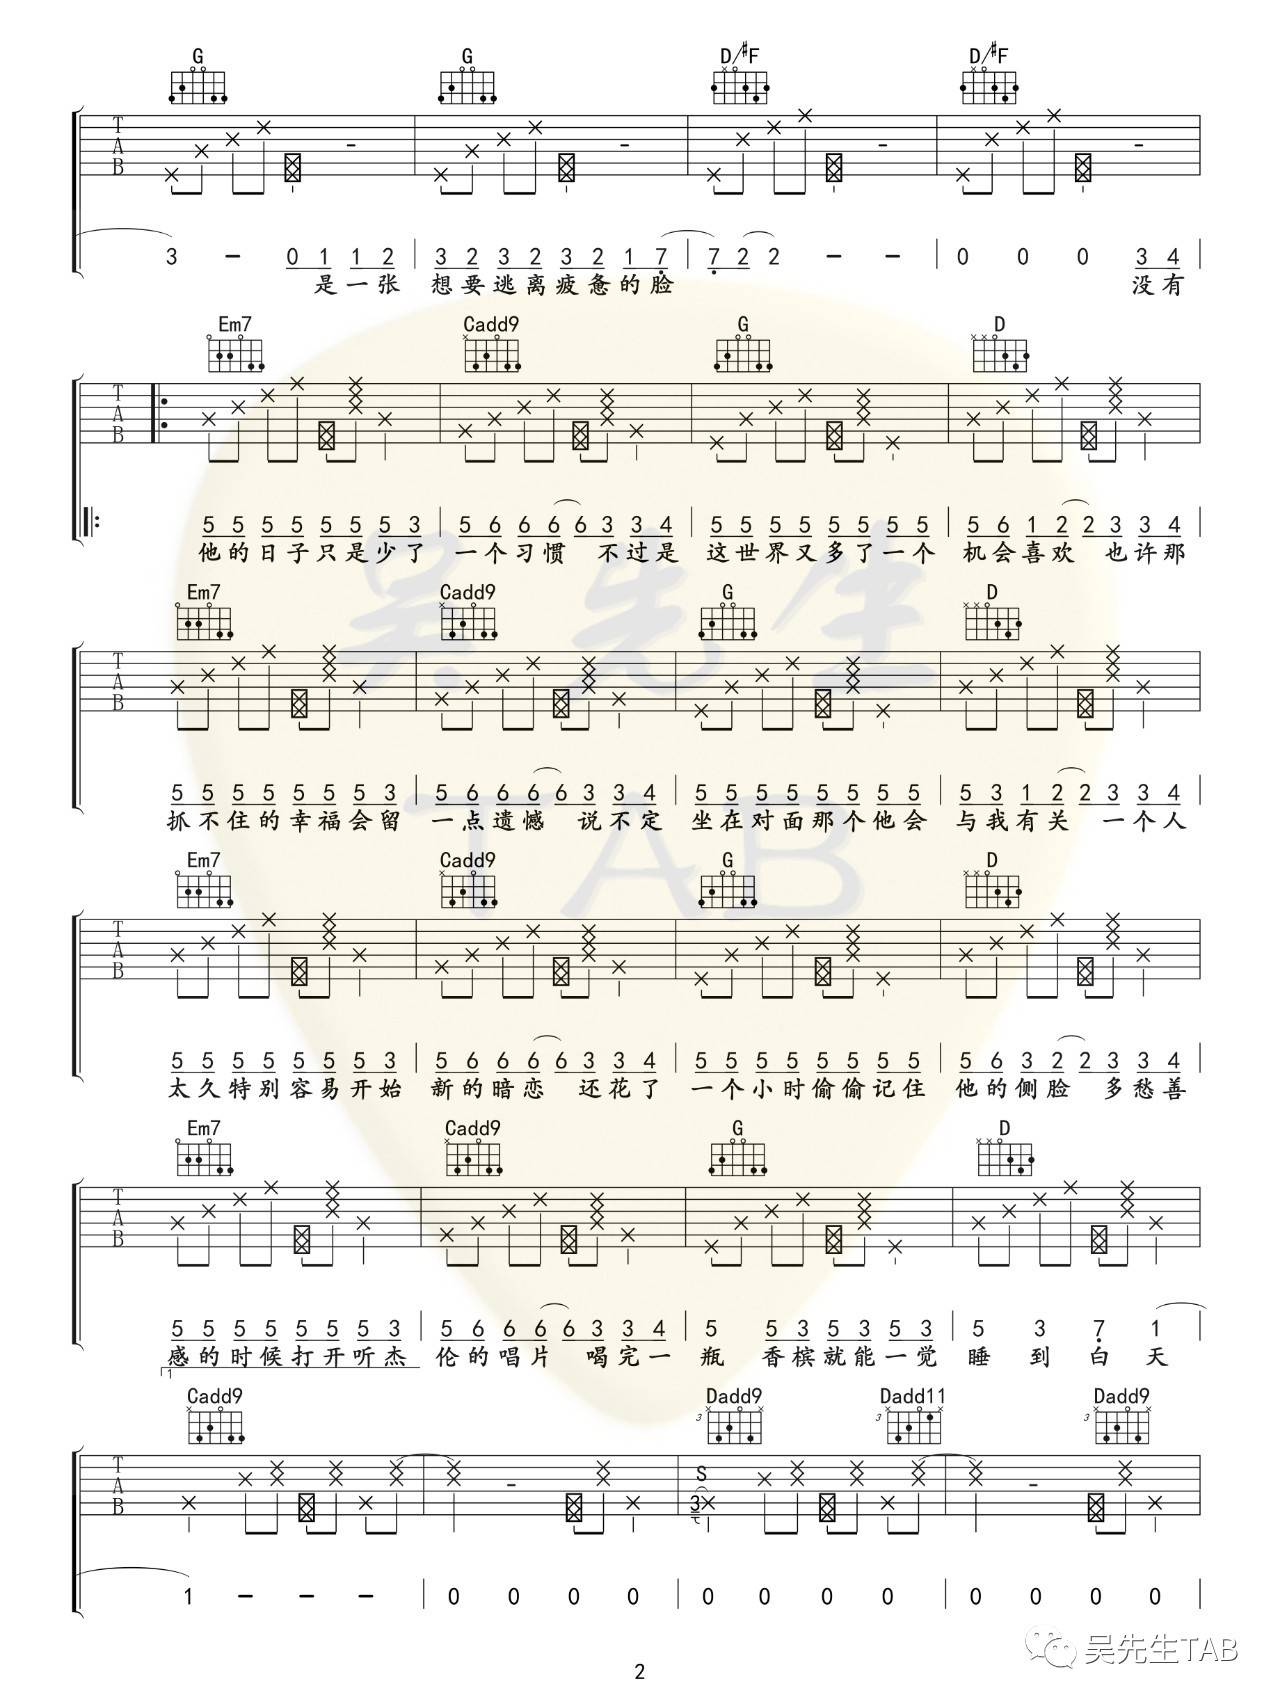 G G D/#F D/#F
T A B
3 – 0 1 1 2 3 2 3 2 3 2 1 7 7 2 2 – – 0 0 0 3 4
是一张 想要逃离疲惫的脸 没有
Em7 Cadd9 G D
T A B
5 5 5 5 5 5 5 3 5 6 6 6 6 3 3 4 5 5 5 5 5 5 5 5 5 6 1 2 2 3 3 4
他的日子只是少了 一个习惯 不过是 这世界又多了一个 机会喜欢 也许那
Em7 Cadd9 G D
T A B
5 5 5 5 5 5 5 3 5 6 6 6 6 3 3 4 5 5 5 5 5 5 5 5 5 3 1 2 2 3 3 4
抓不住的幸福会留 一点遗憾 说不定 坐在对面那个他会 与我有关 一个人
Em7 Cadd9 G D
T A B
5 5 5 5 5 5 5 3 5 6 6 6 6 3 3 4 5 5 5 5 5 5 5 5 5 6 3 2 2 3 3 4
太久特别容易开始 新的暗恋 还花了 一个小时偷偷记住 他的侧脸 多愁善
Em7 Cadd9 G D
T A B
5 5 5 5 5 5 5 3 5 6 6 6 6 3 3 4 5 5 3 5 3 5 3 5 3 7 1
感的时候打开听杰 伦的唱片 喝完一 瓶 香槟就能一觉 睡到白天
1
Cadd9 Dadd9 Dadd11 Dadd9
3 3 3
T A B
S
3
1 – – – 0 0 0 0 0 0 0 0 0 0 0 0
吴先生
TAB
吴先生TAB
2